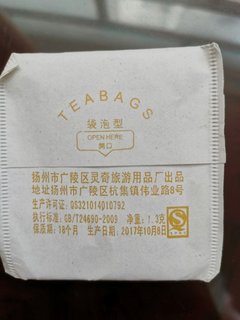 TEABAGS
袋泡型
OPEN HERE
開口
扬州市广陵区灵奇旅游用品厂出品
地址扬州市广陵区杭集镇伟业路8号
生产许可证: QS321014010792
执行标准: GB/T24690-2009 净重: 1.3克
保质期: 18个月 生产日期 2017年10月8日